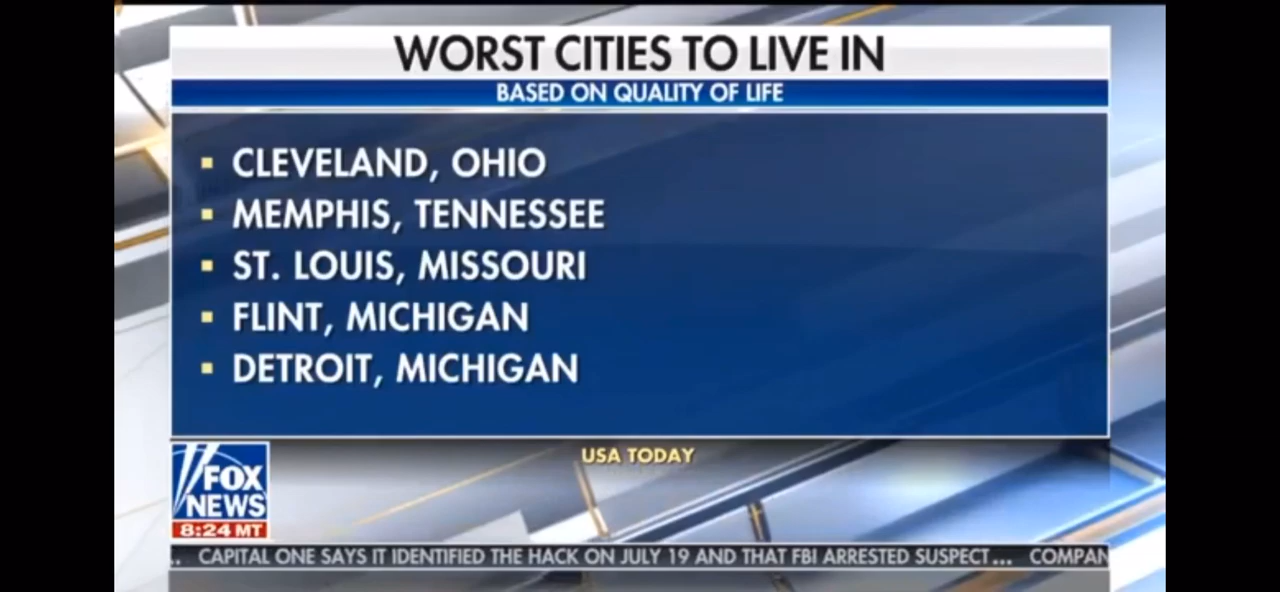 WORST CITIES TO LIVE IN
BASED ON QUALITY OF LIFE
▪ CLEVELAND, OHIO
▪ MEMPHIS, TENNESSEE
▪ ST. LOUIS, MISSOURI
▪ FLINT, MICHIGAN
▪ DETROIT, MICHIGAN
USA TODAY
FOX
NEWS
8:24 MT
.. CAPITAL ONE SAYS IT IDENTIFIED THE HACK ON JULY 19 AND THAT FBI ARRESTED SUSPECT... COMPAN